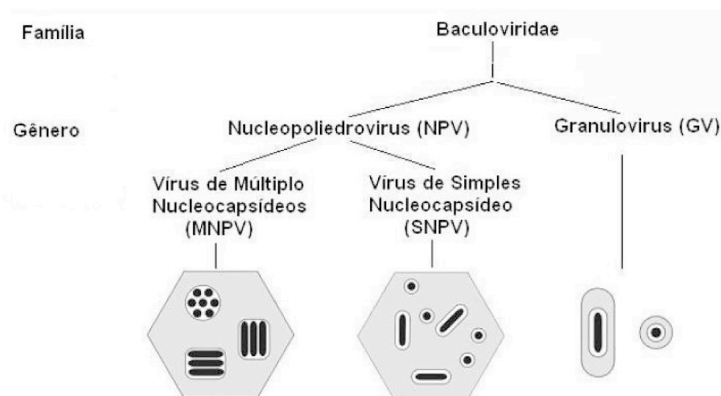 Família
Baculoviridae
Gênero
Nucleopoliedrovirus (NPV)
Granulovirus (GV)
Vírus de Múltiplo
Nucleocapsídeos
(MNPV)
Vírus de Simples
Nucleocapsídeo
(SNPV)